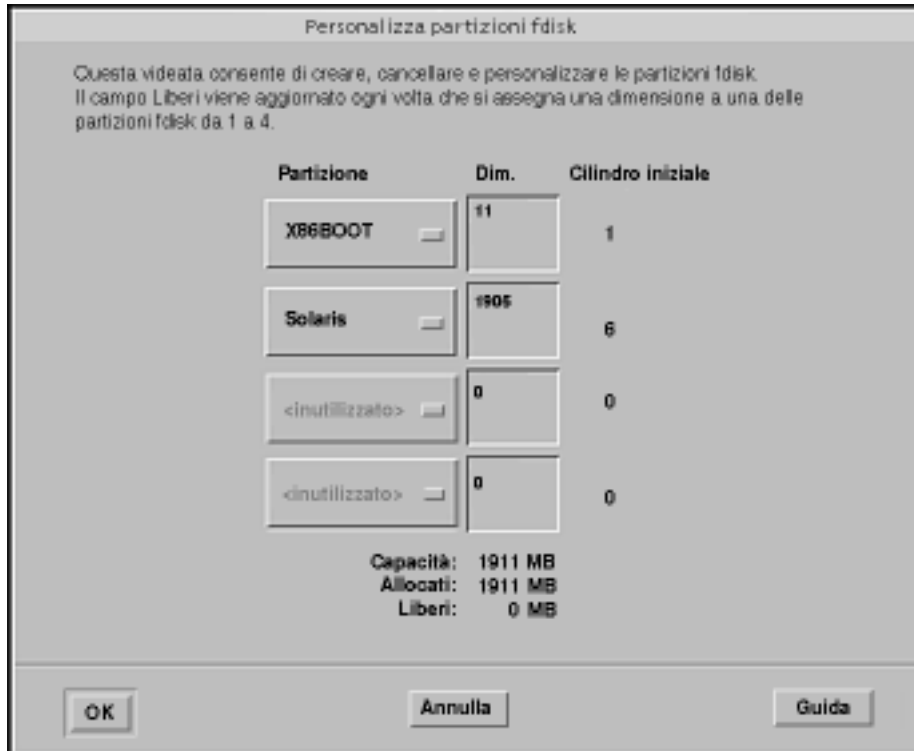 Personalizza partizioni fdisk
Questa videata consente di creare, cancellare e personalizzare le partizioni fdisk.
Il campo Liberi viene aggiornato ogni volta che si assegna una dimensione a una delle
partizioni fdisk da 1 a 4.
Partizione Dim. Cilindro iniziale
X86BOOT 11 1
Solaris 1905 6
<inutilizzato> 0 0
<inutilizzato> 0 0
Capacità: 1911 MB
Allocati: 1911 MB
Liberi: 0 MB
OK Annulla Guida